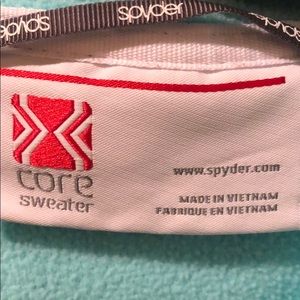 spyder spyder spyder
core
sweater
www.spyder.com
MADE IN VIETNAM
FABRIQUE EN VIETNAM